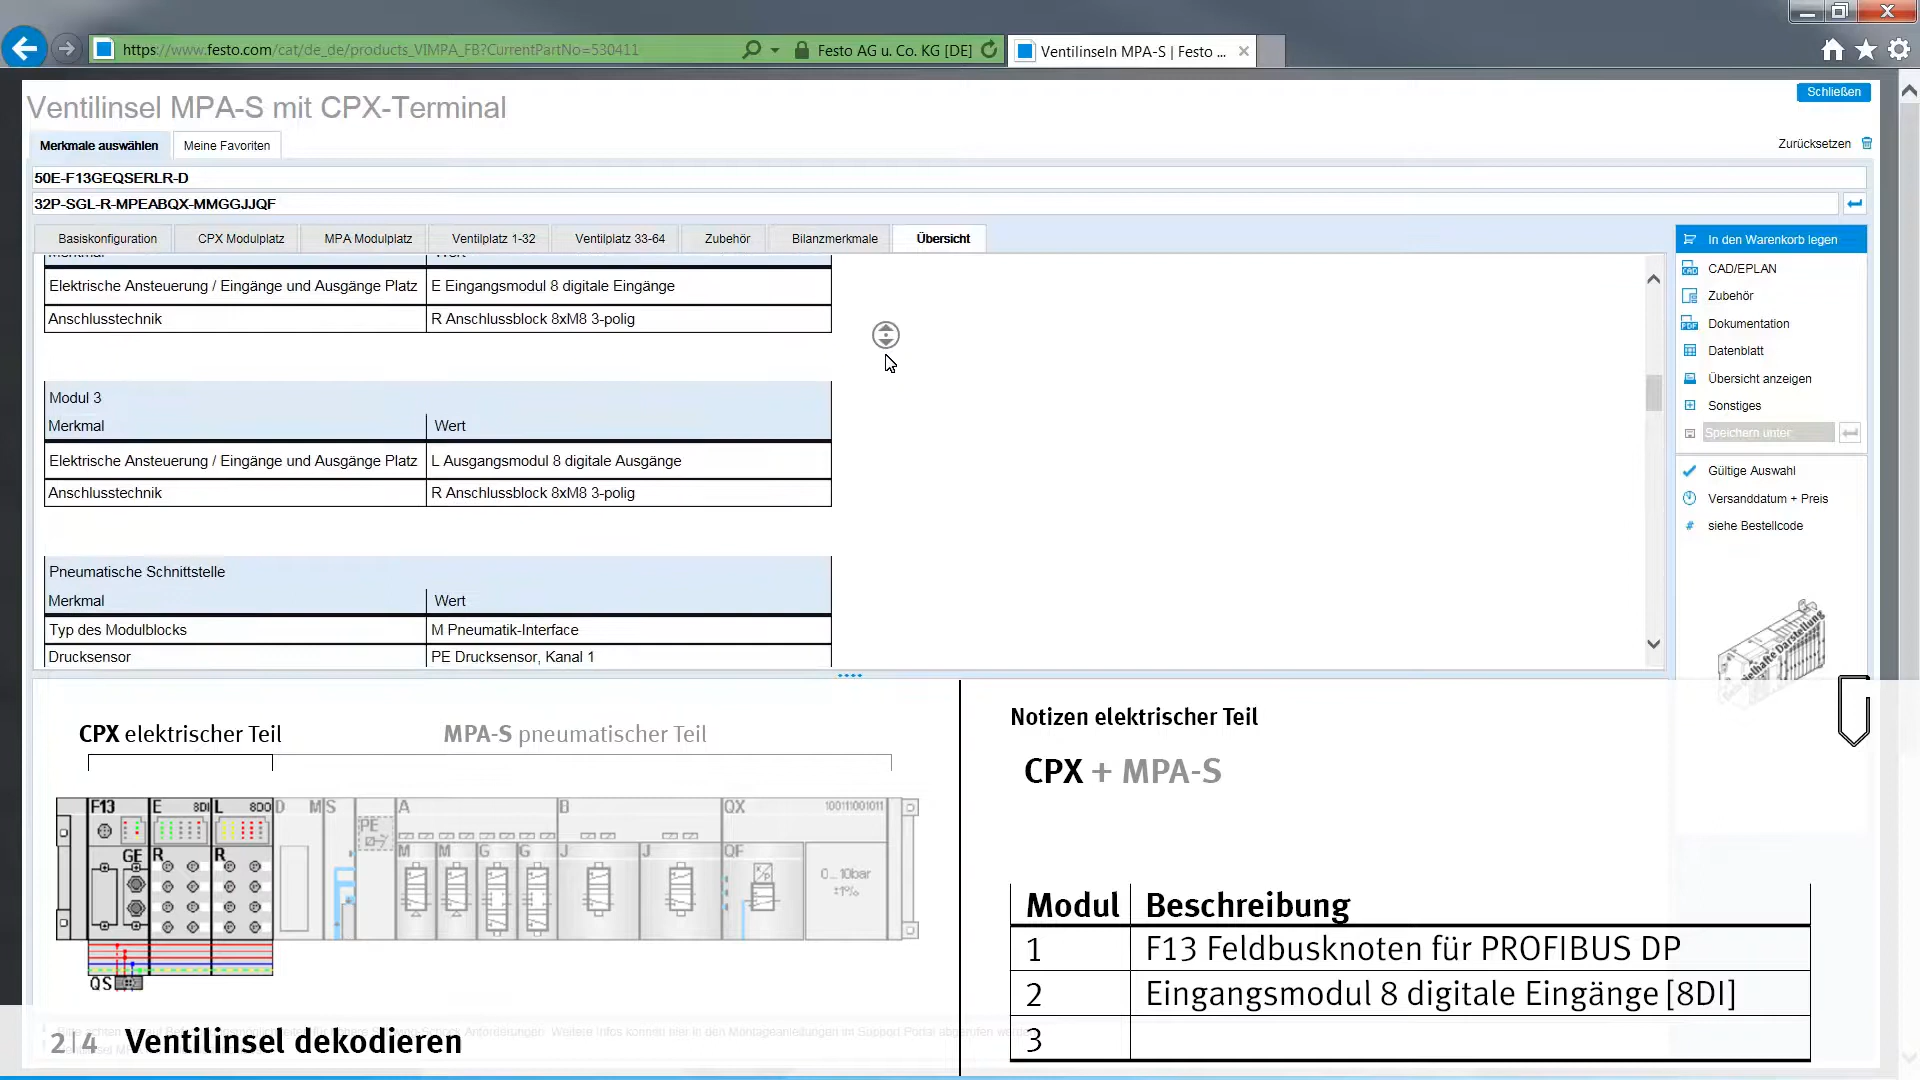 https://www.festo.com/cat/de_de/products_VIMPA_FB?CurrentPartNo=530411
Festo AG u. Co. KG [DE]
Ventilinseln MPA-S | Festo ...
Ventilinsel MPA-S mit CPX-Terminal
Schließen
Merkmale auswählen
Meine Favoriten
Zurücksetzen
50E-F13GEQSERLR-D
32P-SGL-R-MPEABQX-MMGGJJQF
Basiskonfiguration
CPX Modulplatz
MPA Modulplatz
Ventilplatz 1-32
Ventilplatz 33-64
Zubehör
Bilanzmerkmale
Übersicht
Merkmal Wert
Elektrische Ansteuerung / Eingänge und Ausgänge Platz E Eingangsmodul 8 digitale Eingänge
Anschlusstechnik R Anschlussblock 8xM8 3-polig
Modul 3
Merkmal Wert
Elektrische Ansteuerung / Eingänge und Ausgänge Platz L Ausgangsmodul 8 digitale Ausgänge
Anschlusstechnik R Anschlussblock 8xM8 3-polig
Pneumatische Schnittstelle
Merkmal Wert
Typ des Modulblocks M Pneumatik-Interface
Drucksensor PE Drucksensor, Kanal 1
In den Warenkorb legen
CAD/EPLAN
Zubehör
Dokumentation
Datenblatt
Übersicht anzeigen
Sonstiges
Speichern unter:
Gültige Auswahl
Versanddatum + Preis
siehe Bestellcode
Beispielhafte Darstellung
CPX elektrischer Teil
MPA-S pneumatischer Teil
F13 E 8DI L 8DO D M S A B QX 100111001011
PE
GE R R M M G G J J QF
0...10bar
±1%
QS
Notizen elektrischer Teil
CPX + MPA-S
Modul Beschreibung
1 F13 Feldbusknoten für PROFIBUS DP
2 Eingangsmodul 8 digitale Eingänge [8DI]
3
2|4 Ventilinsel dekodieren